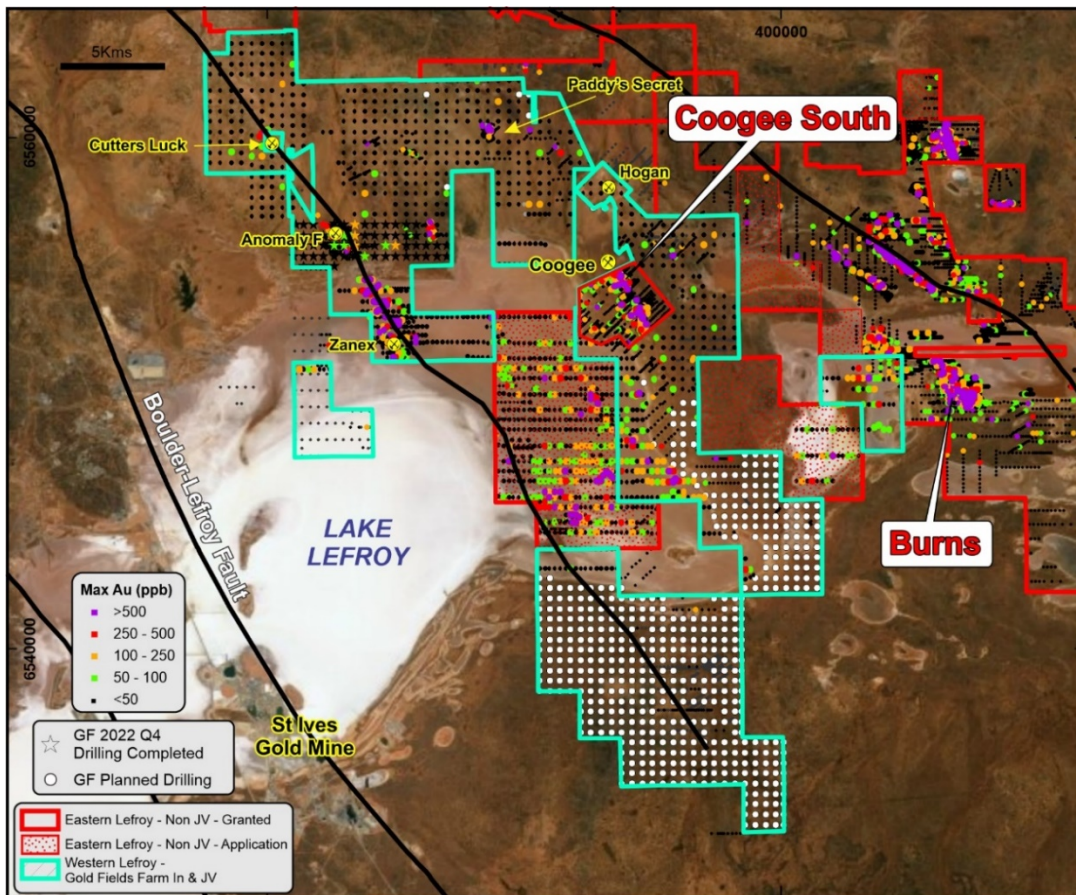 400000
5Kms
Paddy's Secret
Coogee South
6560000
Cutters Luck
Hogan
Anomaly F
Coogee
Zanex
Boulder-Lefroy Fault
LAKE
LEFROY
Burns
Max Au (ppb)
>500
250 - 500
100 - 250
50 - 100
<50
6540000
St Ives
Gold Mine
GF 2022 Q4
Drilling Completed
GF Planned Drilling
Eastern Lefroy - Non JV - Granted
Eastern Lefroy - Non JV - Application
Western Lefroy -
Gold Fields Farm In & JV